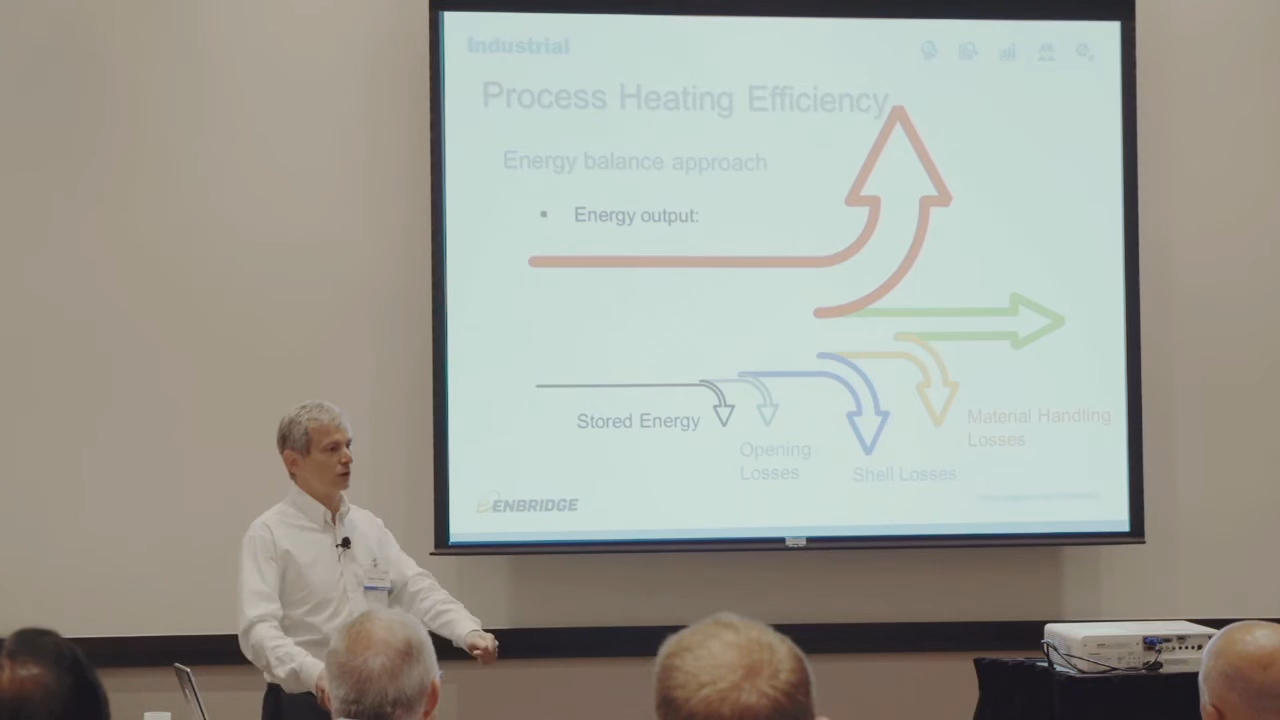 Industrial
Process Heating Efficiency
Energy balance approach
▪ Energy output:
Stored Energy
Opening
Losses
Shell Losses
Material Handling
Losses
ENBRIDGE